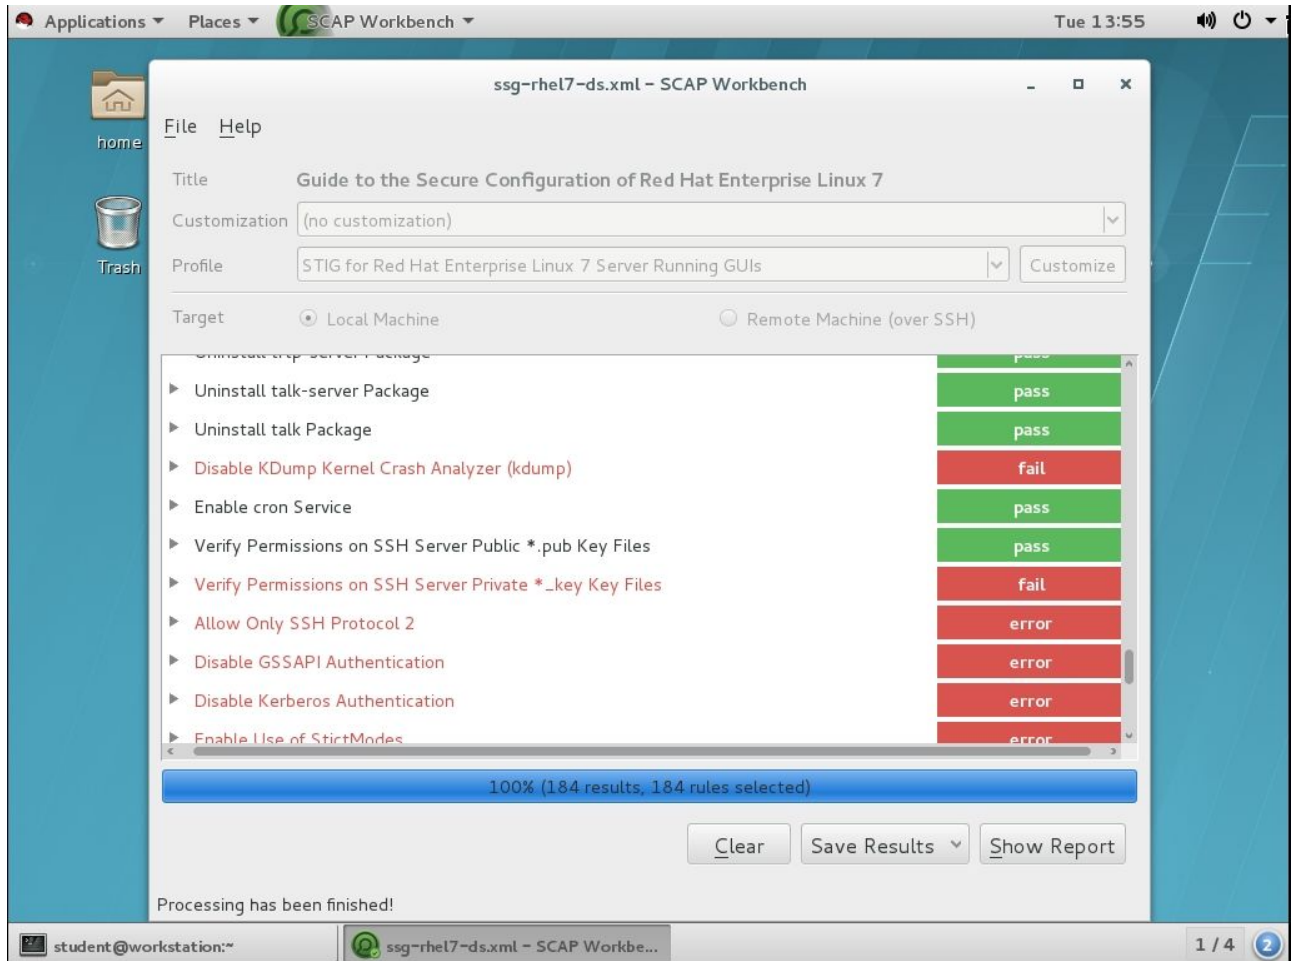 Applications Places SCAP Workbench Tue 13:55
ssg-rhel7-ds.xml – SCAP Workbench
home
File Help
Title Guide to the Secure Configuration of Red Hat Enterprise Linux 7
Customization (no customization)
Trash
Profile STIG for Red Hat Enterprise Linux 7 Server Running GUIs Customize
Target Local Machine Remote Machine (over SSH)
Package pass
Uninstall talk-server Package pass
Uninstall talk Package pass
Disable KDump Kernel Crash Analyzer (kdump) fail
Enable cron Service pass
Verify Permissions on SSH Server Public *.pub Key Files pass
Verify Permissions on SSH Server Private *_key Key Files fail
Allow Only SSH Protocol 2 error
Disable GSSAPI Authentication error
Disable Kerberos Authentication error
Enable Use of StictModes error
100% (184 results, 184 rules selected)
Clear Save Results Show Report
Processing has been finished!
student@workstation:~ ssg-rhel7-ds.xml – SCAP Workbe... 1 / 4 2